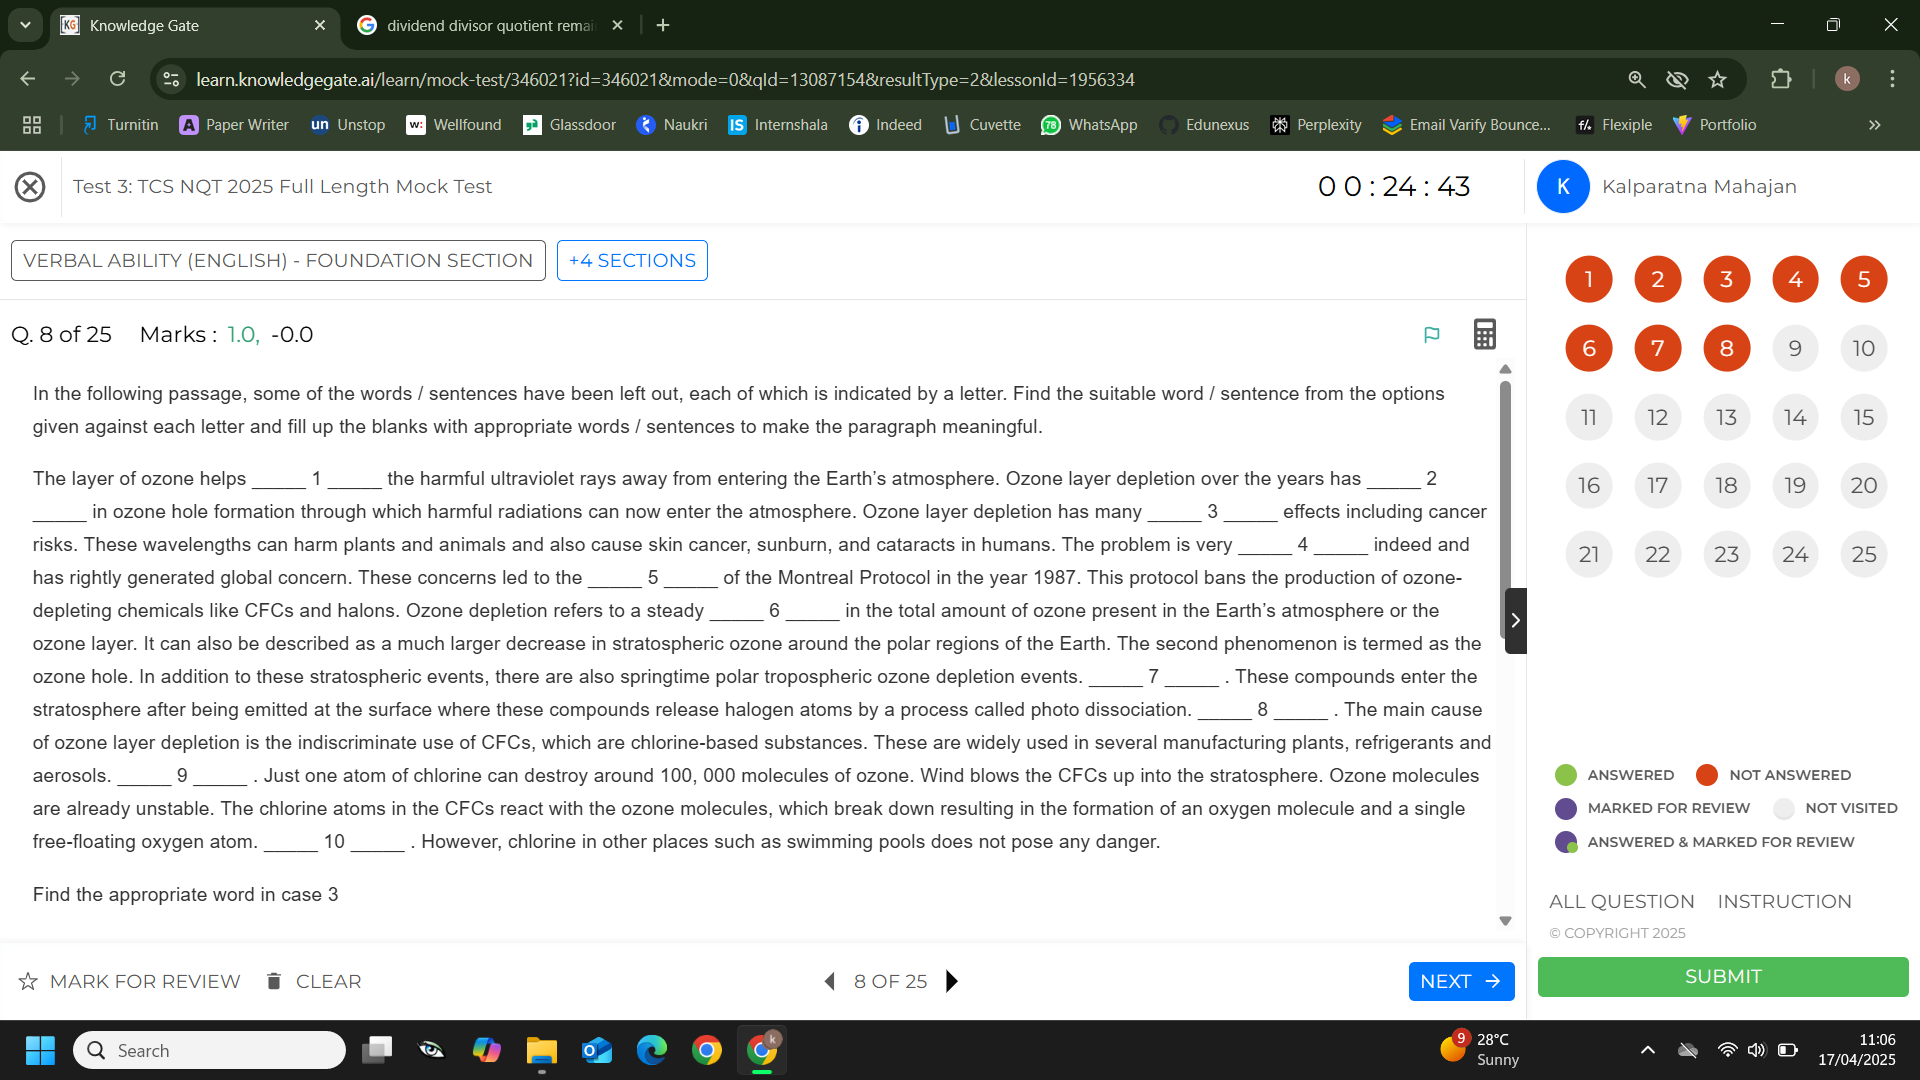 Knowledge Gate
dividend divisor quotient remai
learn.knowledgegate.ai/learn/mock-test/346021?id=346021&mode=0&qId=13087154&resultType=2&lessonId=1956334
k
Turnitin
A Paper Writer
un Unstop
w: Wellfound
Glassdoor
Naukri
IS Internshala
Indeed
Cuvette
78 WhatsApp
Edunexus
Perplexity
Email Varify Bounce...
f/. Flexiple
Portfolio
»
Test 3: TCS NQT 2025 Full Length Mock Test
00 : 24 : 43
K Kalparatna Mahajan
VERBAL ABILITY (ENGLISH) - FOUNDATION SECTION
+4 SECTIONS
Q. 8 of 25 Marks : 1.0, -0.0
In the following passage, some of the words / sentences have been left out, each of which is indicated by a letter. Find the suitable word / sentence from the options
given against each letter and fill up the blanks with appropriate words / sentences to make the paragraph meaningful.
The layer of ozone helps _____ 1 _____ the harmful ultraviolet rays away from entering the Earth’s atmosphere. Ozone layer depletion over the years has _____ 2
_____ in ozone hole formation through which harmful radiations can now enter the atmosphere. Ozone layer depletion has many _____ 3 _____ effects including cancer
risks. These wavelengths can harm plants and animals and also cause skin cancer, sunburn, and cataracts in humans. The problem is very _____ 4 _____ indeed and
has rightly generated global concern. These concerns led to the _____ 5 _____ of the Montreal Protocol in the year 1987. This protocol bans the production of ozone-
depleting chemicals like CFCs and halons. Ozone depletion refers to a steady _____ 6 _____ in the total amount of ozone present in the Earth’s atmosphere or the
ozone layer. It can also be described as a much larger decrease in stratospheric ozone around the polar regions of the Earth. The second phenomenon is termed as the
ozone hole. In addition to these stratospheric events, there are also springtime polar tropospheric ozone depletion events. _____ 7 _____ . These compounds enter the
stratosphere after being emitted at the surface where these compounds release halogen atoms by a process called photo dissociation. _____ 8 _____ . The main cause
of ozone layer depletion is the indiscriminate use of CFCs, which are chlorine-based substances. These are widely used in several manufacturing plants, refrigerants and
aerosols. _____ 9 _____ . Just one atom of chlorine can destroy around 100, 000 molecules of ozone. Wind blows the CFCs up into the stratosphere. Ozone molecules
are already unstable. The chlorine atoms in the CFCs react with the ozone molecules, which break down resulting in the formation of an oxygen molecule and a single
free-floating oxygen atom. _____ 10 _____ . However, chlorine in other places such as swimming pools does not pose any danger.
Find the appropriate word in case 3
MARK FOR REVIEW
CLEAR
8 OF 25
NEXT
1 2 3 4 5
6 7 8 9 10
11 12 13 14 15
16 17 18 19 20
21 22 23 24 25
ANSWERED NOT ANSWERED
MARKED FOR REVIEW NOT VISITED
ANSWERED & MARKED FOR REVIEW
ALL QUESTION INSTRUCTION
© COPYRIGHT 2025
SUBMIT
Search
9 28°C
Sunny
11:06
17/04/2025